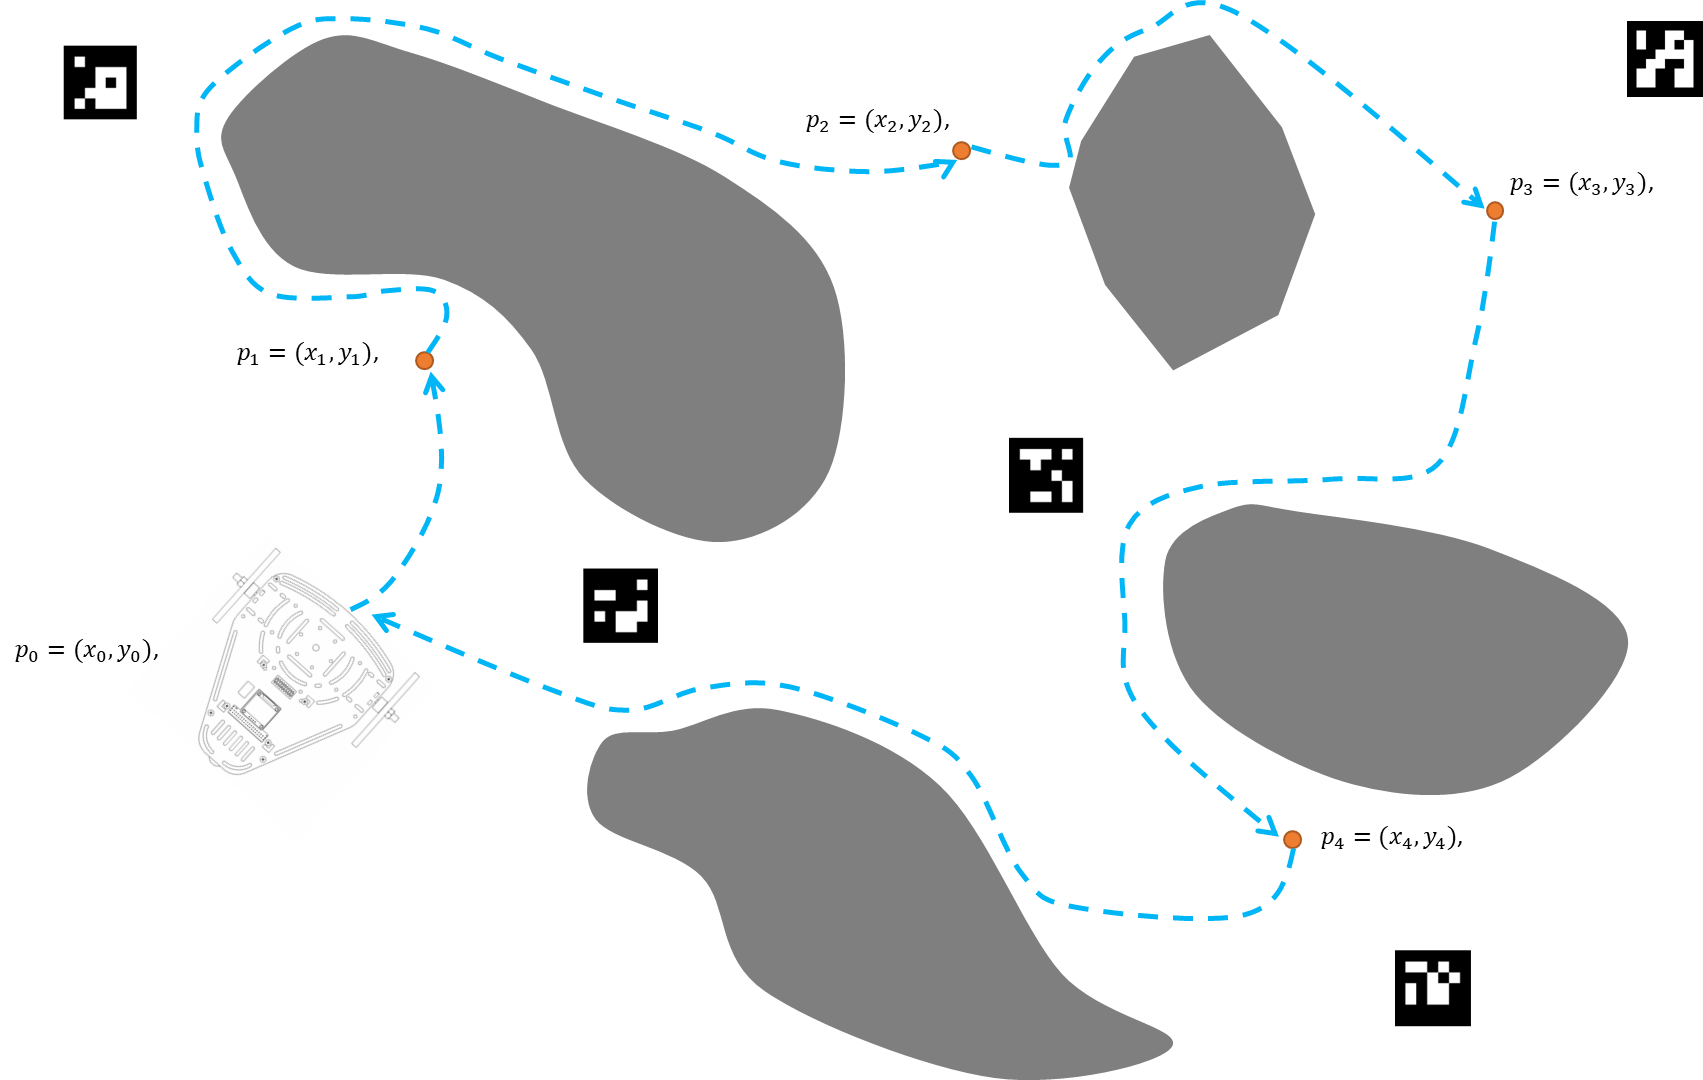 p₂ = (x₂, y₂),
p₃ = (x₃, y₃),
p₁ = (x₁, y₁),
p₀ = (x₀, y₀),
p₄ = (x₄, y₄),